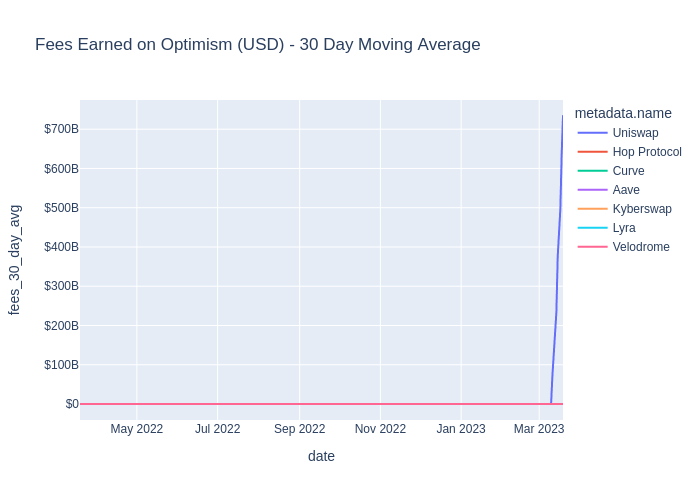 Fees Earned on Optimism (USD) - 30 Day Moving Average
metadata.name
Uniswap
Hop Protocol
Curve
Aave
Kyberswap
Lyra
Velodrome
fees_30_day_avg
$700B
$600B
$500B
$400B
$300B
$200B
$100B
$0
May 2022
Jul 2022
Sep 2022
Nov 2022
Jan 2023
Mar 2023
date